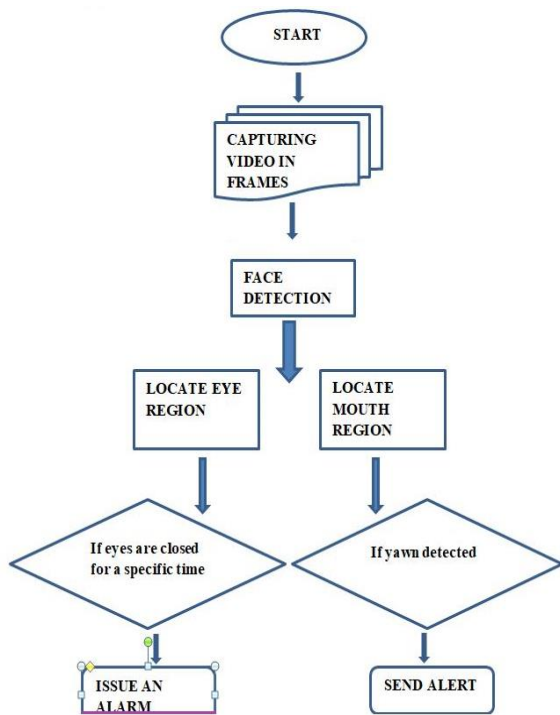 START
CAPTURING
VIDEO IN
FRAMES
FACE
DETECTION
LOCATE EYE
REGION
LOCATE
MOUTH
REGION
If eyes are closed
for a specific time
If yawn detected
ISSUE AN
ALARM
SEND ALERT